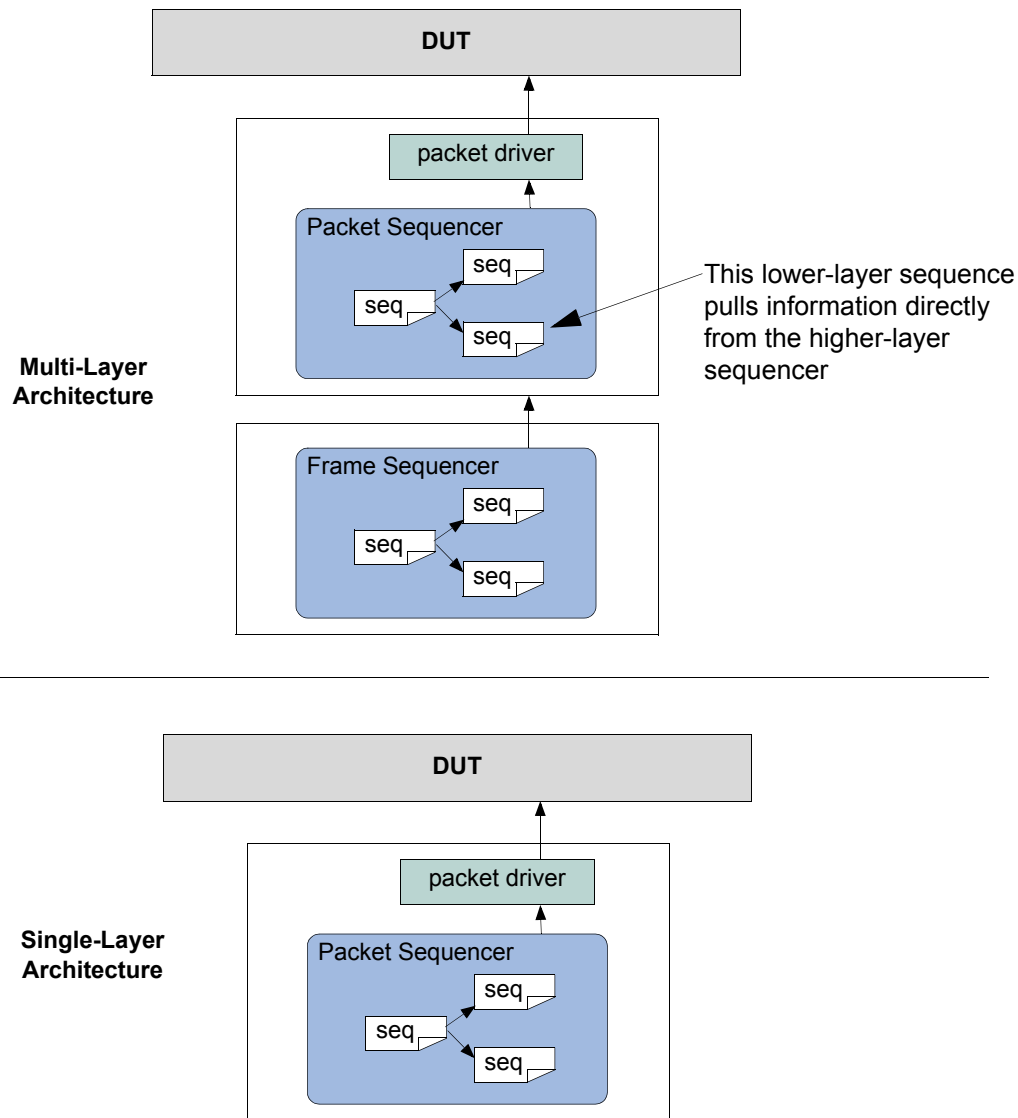 DUT
packet driver
Packet Sequencer
seq
seq
seq
This lower-layer sequence
pulls information directly
from the higher-layer
sequencer
Multi-Layer
Architecture
Frame Sequencer
seq
seq
seq
DUT
packet driver
Single-Layer
Architecture
Packet Sequencer
seq
seq
seq